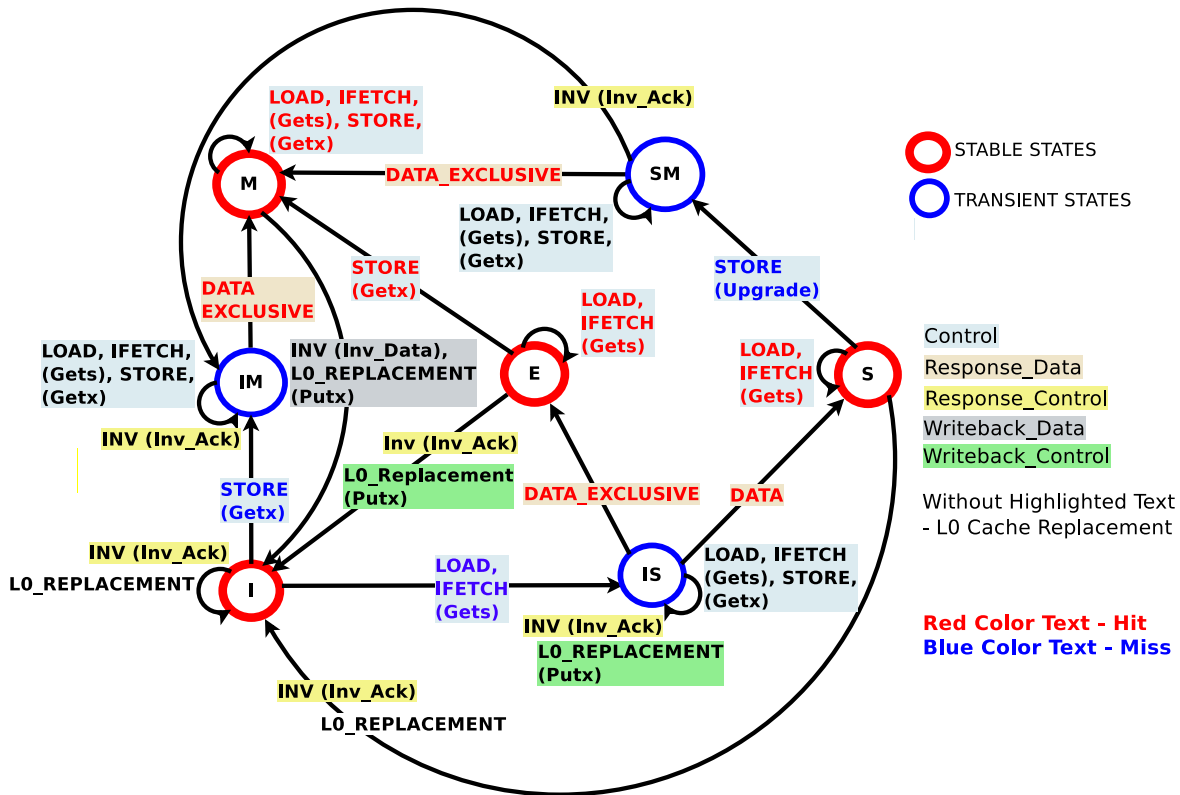 INV (Inv_Ack)
LOAD, IFETCH,
(Gets), STORE,
(Getx)
M
DATA_EXCLUSIVE
SM
LOAD, IFETCH,
(Gets), STORE,
(Getx)
STABLE STATES
TRANSIENT STATES
STORE
(Getx)
STORE
(Upgrade)
DATA
EXCLUSIVE
LOAD,
IFETCH
(Gets)
LOAD, IFETCH,
(Gets), STORE,
(Getx)
IM
INV (Inv_Data),
L0_REPLACEMENT
(Putx)
E
LOAD,
IFETCH
(Gets)
S
Control
Response_Data
Response_Control
Writeback_Data
Writeback_Control
INV (Inv_Ack)
Inv (Inv_Ack)
L0_Replacement
(Putx)
STORE
(Getx)
DATA_EXCLUSIVE
DATA
Without Highlighted Text
- L0 Cache Replacement
INV (Inv_Ack)
L0_REPLACEMENT
I
LOAD,
IFETCH
(Gets)
IS
LOAD, IFETCH
(Gets), STORE,
(Getx)
INV (Inv_Ack)
L0_REPLACEMENT
(Putx)
Red Color Text - Hit
Blue Color Text - Miss
INV (Inv_Ack)
L0_REPLACEMENT